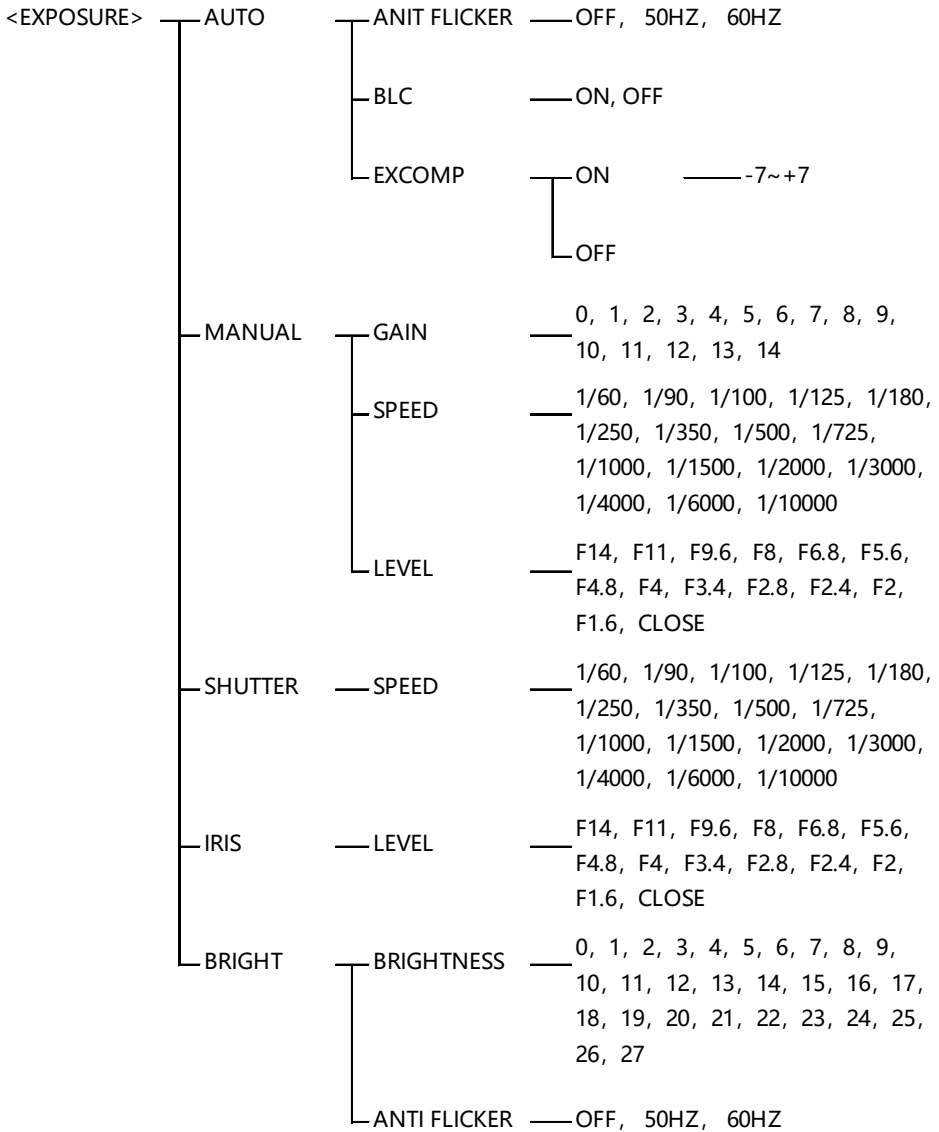 <EXPOSURE> AUTO ANIT FLICKER OFF， 50HZ， 60HZ
BLC ON, OFF
EXCOMP ON -7~+7
OFF
MANUAL GAIN 0，1，2，3，4，5，6，7，8，9，
10，11，12，13，14
SPEED 1/60，1/90，1/100，1/125，1/180，
1/250，1/350，1/500，1/725，
1/1000，1/1500，1/2000，1/3000，
1/4000，1/6000，1/10000
LEVEL F14，F11，F9.6，F8，F6.8，F5.6，
F4.8，F4，F3.4，F2.8，F2.4，F2，
F1.6，CLOSE
SHUTTER SPEED 1/60，1/90，1/100，1/125，1/180，
1/250，1/350，1/500，1/725，
1/1000，1/1500，1/2000，1/3000，
1/4000，1/6000，1/10000
IRIS LEVEL F14，F11，F9.6，F8，F6.8，F5.6，
F4.8，F4，F3.4，F2.8，F2.4，F2，
F1.6，CLOSE
BRIGHT BRIGHTNESS 0，1，2，3，4，5，6，7，8，9，
10，11，12，13，14，15，16，17，
18，19，20，21，22，23，24，25，
26，27
ANTI FLICKER OFF， 50HZ， 60HZ